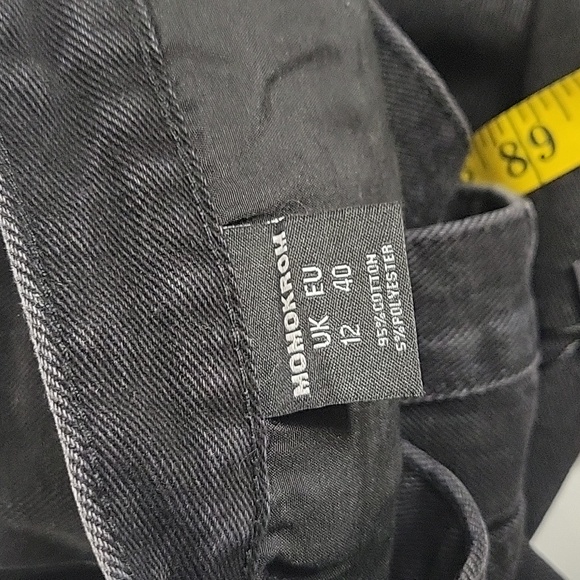 MOMOKROM
UK EU
12 40
95%COTTON
5%POLYESTER
89